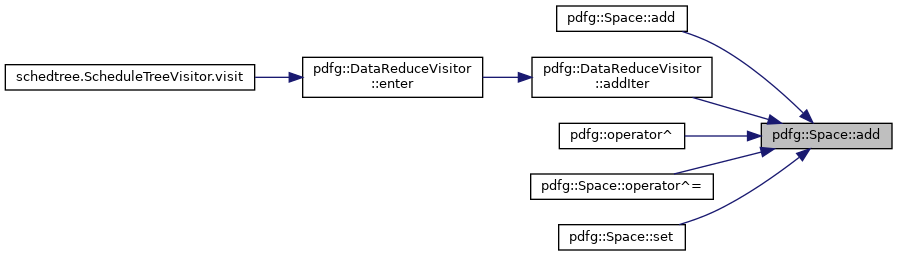 pdfg::Space::add
schedtree.ScheduleTreeVisitor.visit
pdfg::DataReduceVisitor
::enter
pdfg::DataReduceVisitor
::addIter
pdfg::operator^
pdfg::Space::add
pdfg::Space::operator^=
pdfg::Space::set